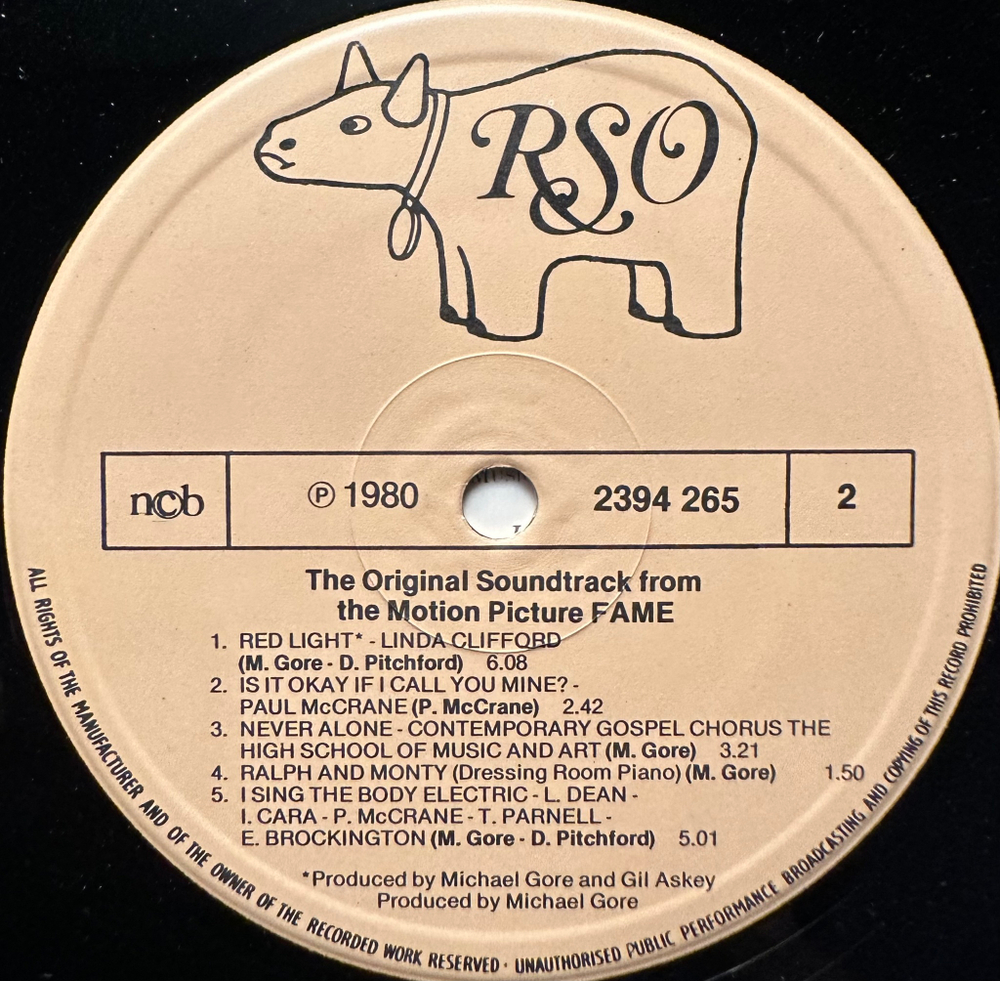 RSO
ncb
Ⓟ 1980
2394 265
2
The Original Soundtrack from
the Motion Picture FAME
1. RED LIGHT* - LINDA CLIFFORD
(M. Gore - D. Pitchford) 6.08
2. IS IT OKAY IF I CALL YOU MINE? -
PAUL McCRANE (P. McCrane) 2.42
3. NEVER ALONE - CONTEMPORARY GOSPEL CHORUS THE
HIGH SCHOOL OF MUSIC AND ART (M. Gore) 3.21
4. RALPH AND MONTY (Dressing Room Piano) (M. Gore) 1.50
5. I SING THE BODY ELECTRIC - L. DEAN -
I. CARA - P. McCRANE - T. PARNELL -
E. BROCKINGTON (M. Gore - D. Pitchford) 5.01
*Produced by Michael Gore and Gil Askey
Produced by Michael Gore
ALL RIGHTS OF THE MANUFACTURER AND OF THE OWNER OF THE RECORDED WORK RESERVED · UNAUTHORISED PUBLIC PERFORMANCE BROADCASTING AND COPYING OF THIS RECORD PROHIBITED